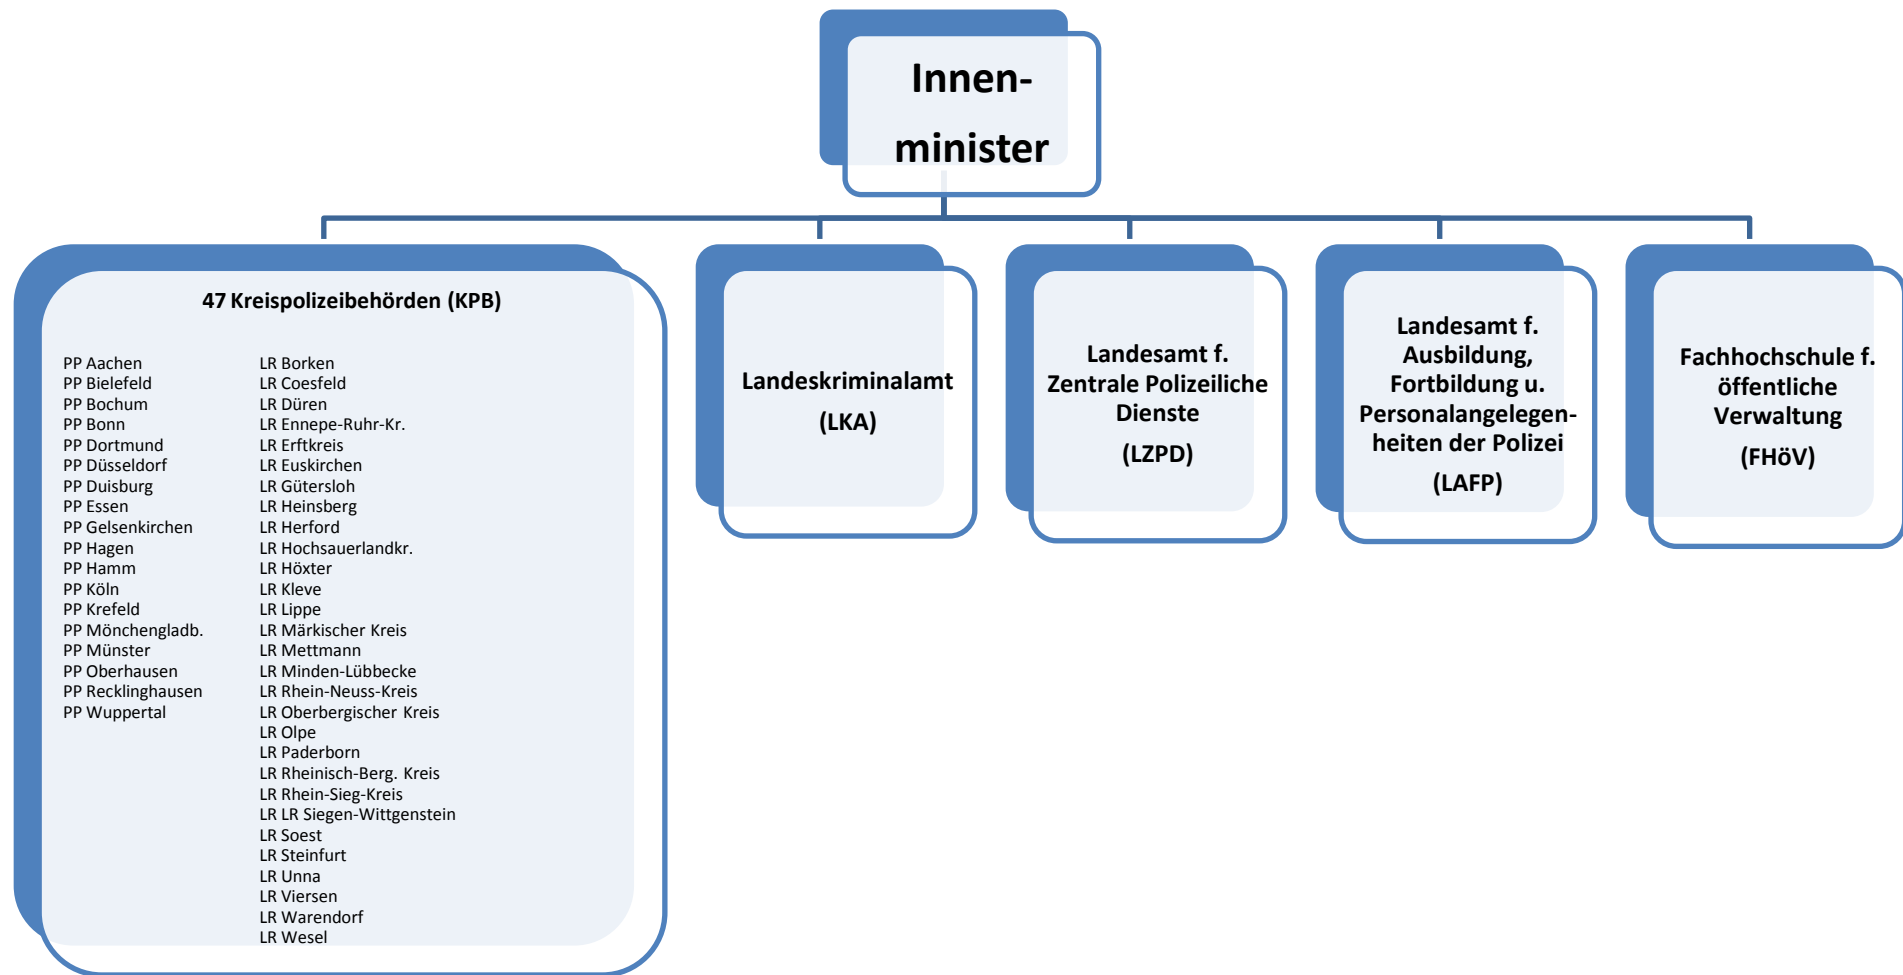 Innen-
minister
47 Kreispolizeibehörden (KPB)
PP Aachen
PP Bielefeld
PP Bochum
PP Bonn
PP Dortmund
PP Düsseldorf
PP Duisburg
PP Essen
PP Gelsenkirchen
PP Hagen
PP Hamm
PP Köln
PP Krefeld
PP Mönchengladb.
PP Münster
PP Oberhausen
PP Recklinghausen
PP Wuppertal
LR Borken
LR Coesfeld
LR Düren
LR Ennepe-Ruhr-Kr.
LR Erftkreis
LR Euskirchen
LR Gütersloh
LR Heinsberg
LR Herford
LR Hochsauerlandkr.
LR Höxter
LR Kleve
LR Lippe
LR Märkischer Kreis
LR Mettmann
LR Minden-Lübbecke
LR Rhein-Neuss-Kreis
LR Oberbergischer Kreis
LR Olpe
LR Paderborn
LR Rheinisch-Berg. Kreis
LR Rhein-Sieg-Kreis
LR LR Siegen-Wittgenstein
LR Soest
LR Steinfurt
LR Unna
LR Viersen
LR Warendorf
LR Wesel
Landeskriminalamt
(LKA)
Landesamt f.
Zentrale Polizeiliche
Dienste
(LZPD)
Landesamt f.
Ausbildung,
Fortbildung u.
Personalangelegen-
heiten der Polizei
(LAFP)
Fachhochschule f.
öffentliche
Verwaltung
(FHöV)